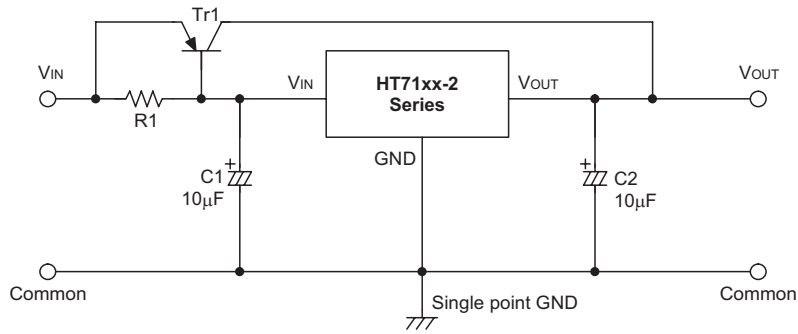 Tr1
VIN
R1
VIN
HT71xx-2
Series
VOUT
VOUT
GND
+
C1
10μF
+
C2
10μF
Common
Single point GND
Common